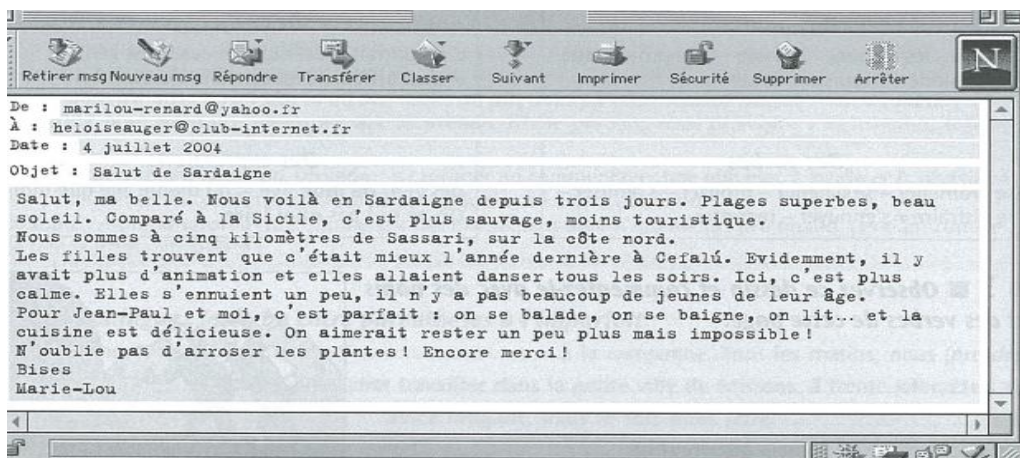 Retirer msg Nouveau msg Répondre Transférer Classer Suivant Imprimer Sécurité Supprimer Arrêter N
De : marilou-renard@yahoo.fr
À : heloiseauger@club-internet.fr
Date : 4 juillet 2004
Objet : Salut de Sardaigne
Salut, ma belle. Nous voilà en Sardaigne depuis trois jours. Plages superbes, beau
soleil. Comparé à la Sicile, c'est plus sauvage, moins touristique.
Nous sommes à cinq kilomètres de Sassari, sur la côte nord.
Les filles trouvent que c'était mieux l'année dernière à Cefalú. Evidemment, il y
avait plus d'animation et elles allaient danser tous les soirs. Ici, c'est plus
calme. Elles s'ennuient un peu, il n'y a pas beaucoup de jeunes de leur âge.
Pour Jean-Paul et moi, c'est parfait : on se balade, on se baigne, on lit... et la
cuisine est délicieuse. On aimerait rester un peu plus mais impossible!
N'oublie pas d'arroser les plantes! Encore merci!
Bises
Marie-Lou